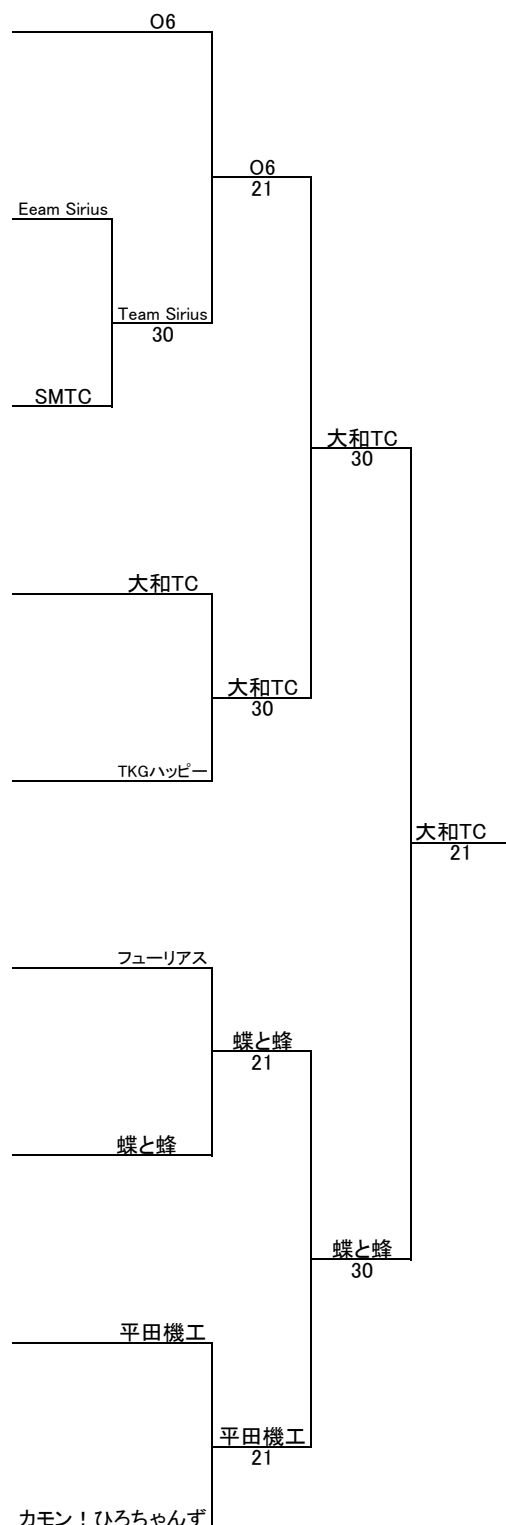 O6
O6
21
Eeam Sirius
Team Sirius
30
SMTC
大和TC
30
大和TC
大和TC
30
TKGハッピー
大和TC
21
フューリアス
蝶と蜂
21
蝶と蜂
蝶と蜂
30
平田機工
平田機工
21
カモン！ひろちゃんず